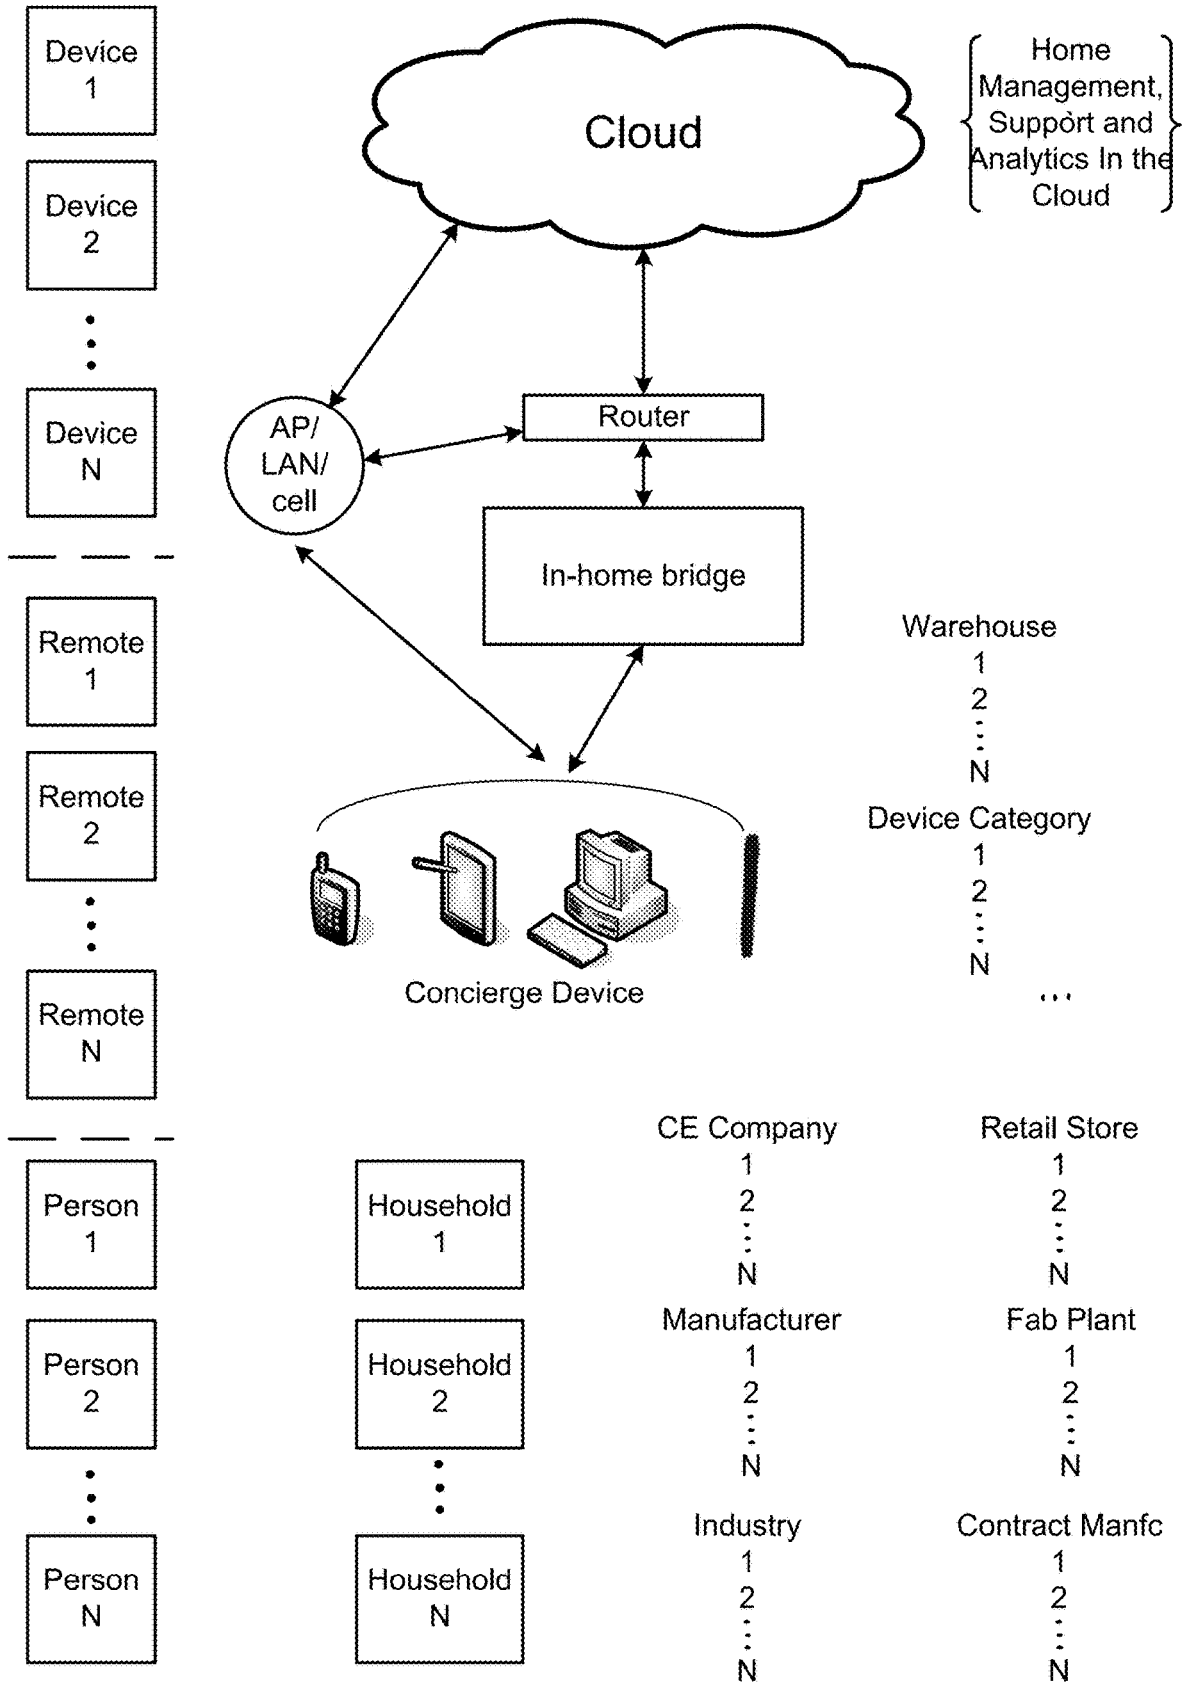 Device
1
Device
2
Device
N
Remote
1
Remote
2
Remote
N
Person
1
Person
2
Person
N
Cloud
Home
Management,
Support and
Analytics In the
Cloud
AP/
LAN/
cell
Router
In-home bridge
Concierge Device
Warehouse
1
2
N
Device Category
1
2
N
...
Household
1
Household
2
Household
N
CE Company
1
2
N
Manufacturer
1
2
N
Industry
1
2
N
Retail Store
1
2
N
Fab Plant
1
2
N
Contract Manfc
1
2
N